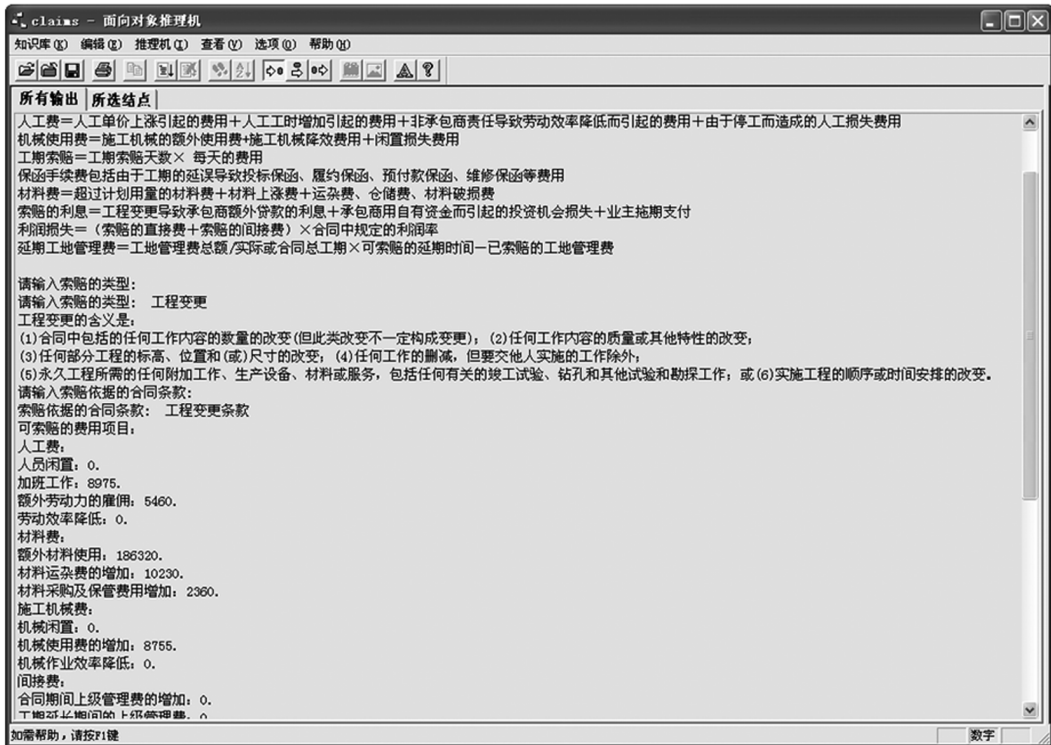 claims - 面向对象推理机
知识库(K) 编辑(E) 推理机(I) 查看(V) 选项(O) 帮助(H)
所有输出 所选结点
人工费＝人工单价上涨引起的费用＋人工工时增加引起的费用＋非承包商责任导致劳动效率降低而引起的费用＋由于停工而造成的人工损失费用
机械使用费＝施工机械的额外使用费+施工机械降效费用＋闲置损失费用
工期索赔＝工期索赔天数× 每天的费用
保函手续费包括由于工期的延误导致投标保函、履约保函、预付款保函、维修保函等费用
材料费＝超过计划用量的材料费＋材料上涨费＋运杂费、仓储费、材料破损费
索赔的利息＝工程变更导致承包商额外贷款的利息＋承包商用自有资金而引起的投资机会损失＋业主拖期支付
利润损失＝（索赔的直接费＋索赔的间接费）×合同中规定的利润率
延期工地管理费＝工地管理费总额/实际或合同总工期×可索赔的延期时间－已索赔的工地管理费
请输入索赔的类型:
请输入索赔的类型: 工程变更
工程变更的含义是:
(1)合同中包括的任何工作内容的数量的改变(但此类改变不一定构成变更)；(2)任何工作内容的质量或其他特性的改变；
(3)任何部分工程的标高、位置和(或)尺寸的改变；(4)任何工作的删减，但要交他人实施的工作除外；
(5)永久工程所需的任何附加工作、生产设备、材料或服务，包括任何有关的竣工试验、钻孔和其他试验和勘探工作；或(6)实施工程的顺序或时间安排的改变。
请输入索赔依据的合同条款:
索赔依据的合同条款: 工程变更条款
可索赔的费用项目:
人工费:
人员闲置: 0.
加班工作: 8975.
额外劳动力的雇佣: 5460.
劳动效率降低: 0.
材料费:
额外材料使用: 186320.
材料运杂费的增加: 10230.
材料采购及保管费用增加: 2360.
施工机械费:
机械闲置: 0.
机械使用费的增加: 8755.
机械作业效率降低: 0.
间接费:
合同期间上级管理费的增加: 0.
工期延长期间的上级管理费: 0
如需帮助，请按F1键
数字